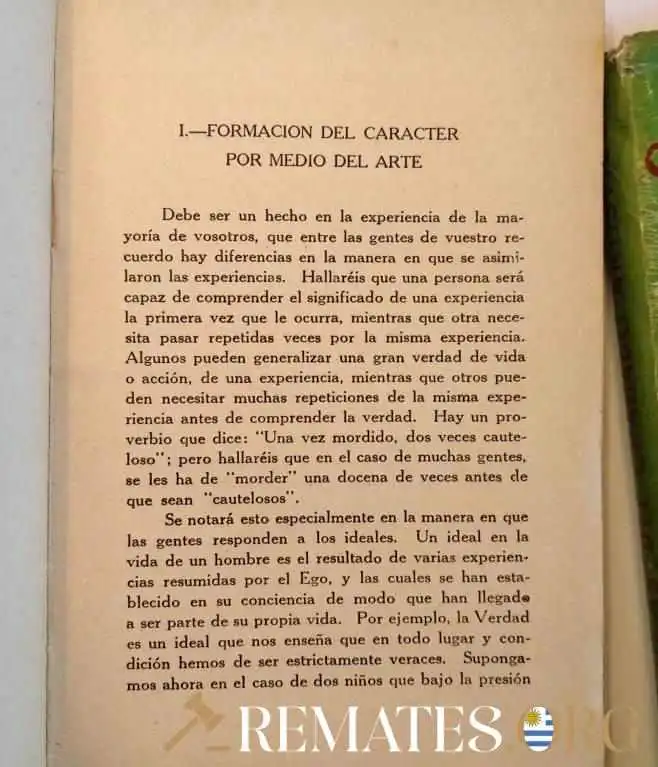 I.—FORMACION DEL CARACTER
POR MEDIO DEL ARTE
Debe ser un hecho en la experiencia de la ma-
yoría de vosotros, que entre las gentes de vuestro re-
cuerdo hay diferencias en la manera en que se asimi-
laron las experiencias. Hallaréis que una persona será
capaz de comprender el significado de una experiencia
la primera vez que le ocurra, mientras que otra nece-
sita pasar repetidas veces por la misma experiencia.
Algunos pueden generalizar una gran verdad de vida
o acción, de una experiencia, mientras que otros pue-
den necesitar muchas repeticiones de la misma expe-
riencia antes de comprender la verdad. Hay un pro-
verbio que dice: "Una vez mordido, dos veces caute-
loso"; pero hallaréis que en el caso de muchas gentes,
se les ha de "morder" una docena de veces antes de
que sean "cautelosos".
Se notará esto especialmente en la manera en que
las gentes responden a los ideales. Un ideal en la
vida de un hombre es el resultado de varias experien-
cias resumidas por el Ego, y las cuales se han esta-
blecido en su conciencia de modo que han llegado
a ser parte de su propia vida. Por ejemplo, la Verdad
es un ideal que nos enseña que en todo lugar y con-
dición hemos de ser estrictamente veraces. Suponga-
mos ahora en el caso de dos niños que bajo la presión
REMATES.ORG